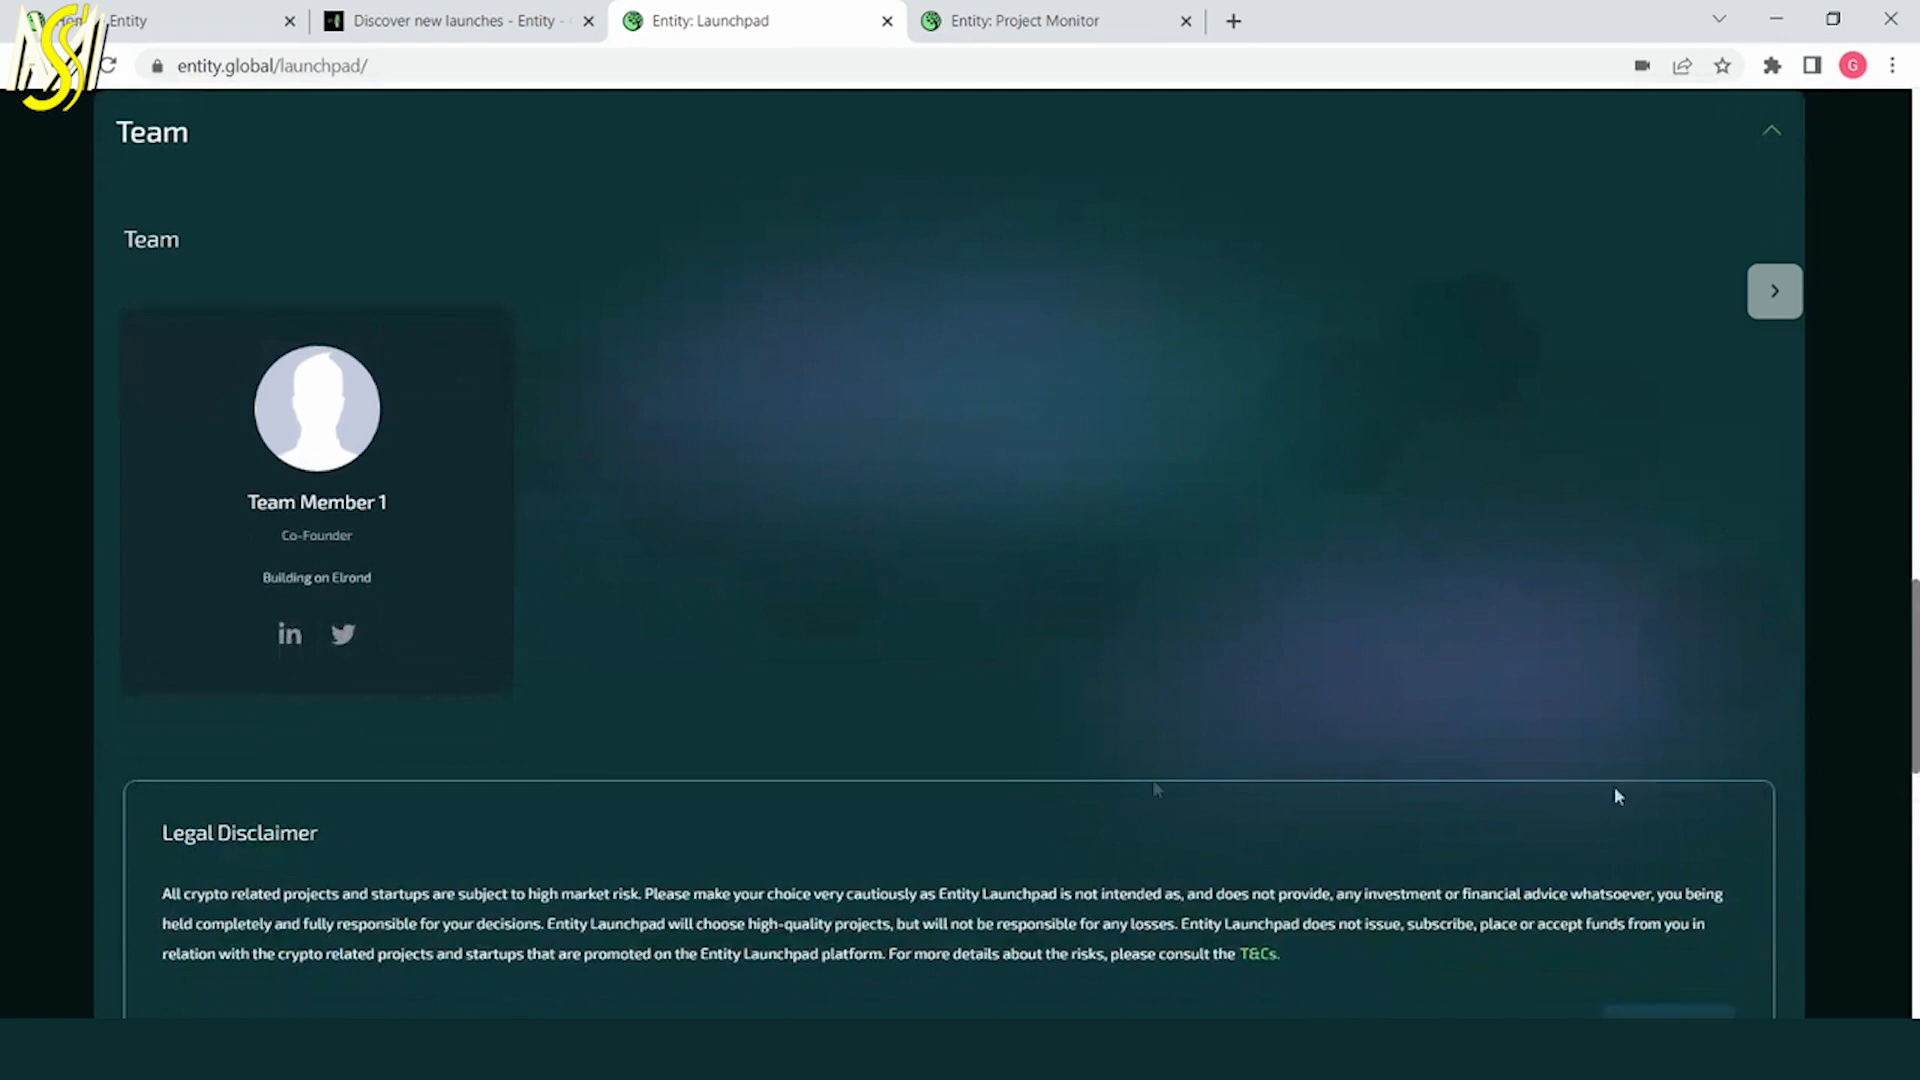 Entity
Discover new launches - Entity -
Entity: Launchpad
Entity: Project Monitor
entity.global/launchpad/
G
Team
Team
Team Member 1
Co-Founder
Building on Elrond
in
Legal Disclaimer
All crypto related projects and startups are subject to high market risk. Please make your choice very cautiously as Entity Launchpad is not intended as, and does not provide, any investment or financial advice whatsoever, you being
held completely and fully responsible for your decisions. Entity Launchpad will choose high-quality projects, but will not be responsible for any losses. Entity Launchpad does not issue, subscribe, place or accept funds from you in
relation with the crypto related projects and startups that are promoted on the Entity Launchpad platform. For more details about the risks, please consult the T&Cs.